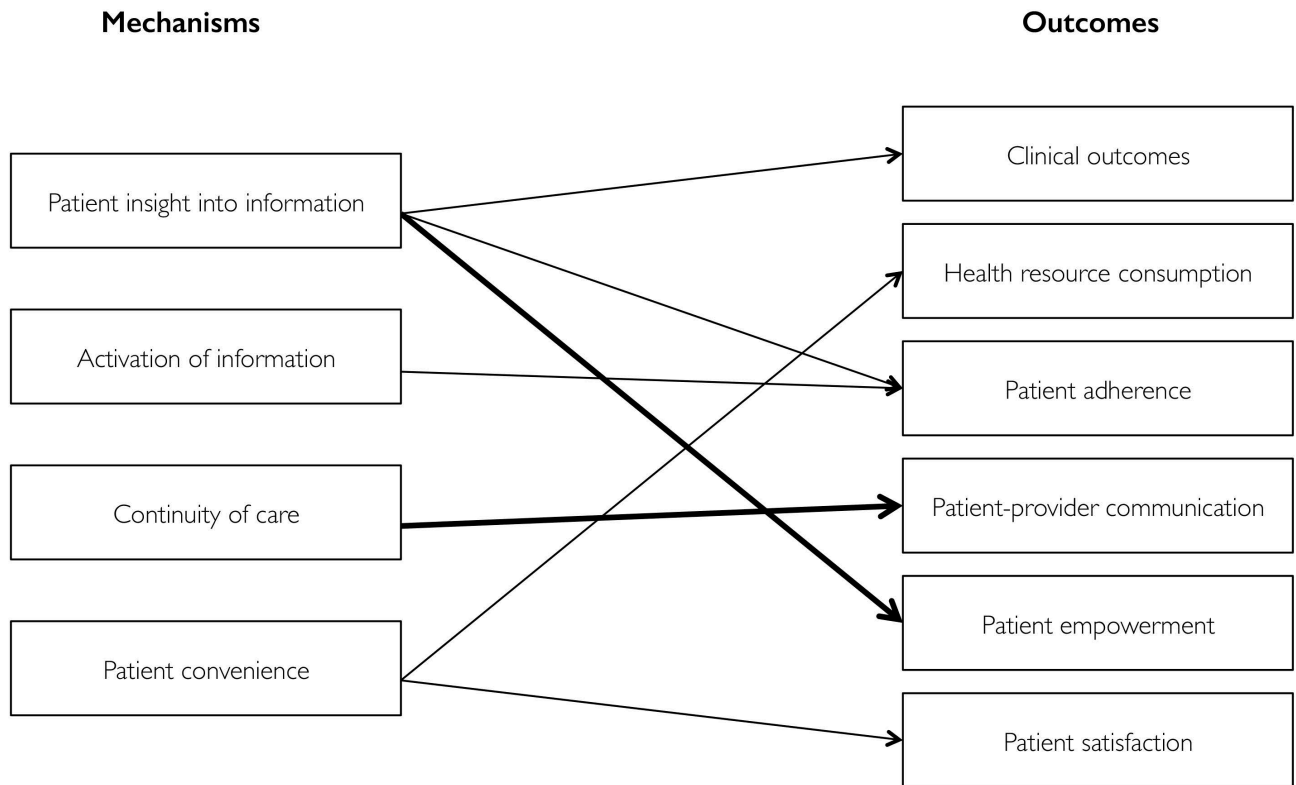 Mechanisms
Outcomes
Patient insight into information
Activation of information
Continuity of care
Patient convenience
Clinical outcomes
Health resource consumption
Patient adherence
Patient-provider communication
Patient empowerment
Patient satisfaction